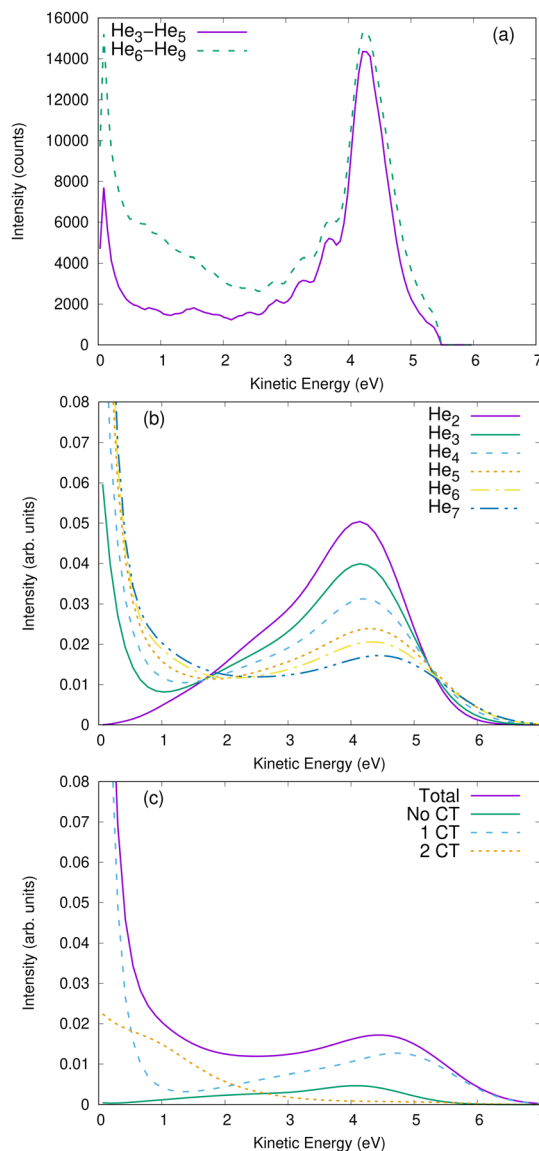 He3–He5
He6–He9
(a)
16000
14000
12000
10000
8000
6000
4000
2000
0
Intensity (counts)
0 1 2 3 4 5 6 7
Kinetic Energy (eV)
(b)
He2
He3
He4
He5
He6
He7
0.08
0.07
0.06
0.05
0.04
0.03
0.02
0.01
0
Intensity (arb. units)
0 1 2 3 4 5 6
Kinetic Energy (eV)
(c)
Total
No CT
1 CT
2 CT
0.08
0.07
0.06
0.05
0.04
0.03
0.02
0.01
0
Intensity (arb. units)
0 1 2 3 4 5 6
Kinetic Energy (eV)